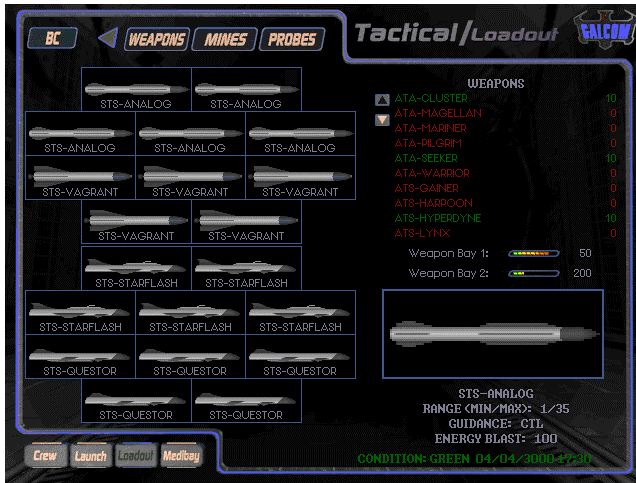 BC WEAPONS MINES PROBES Tactical/Loadout GALCOM
STS-ANALOG STS-ANALOG
STS-ANALOG STS-ANALOG STS-ANALOG
STS-VAGRANT STS-VAGRANT STS-VAGRANT
STS-VAGRANT STS-VAGRANT
STS-STARFLASH STS-STARFLASH
STS-STARFLASH STS-STARFLASH STS-STARFLASH
STS-QUESTOR STS-QUESTOR STS-QUESTOR
STS-QUESTOR STS-QUESTOR
WEAPONS
ATA-CLUSTER 10
ATA-MAGELLAN 0
ATA-MARINER 0
ATA-PILGRIM 0
ATA-SEEKER 10
ATA-WARRIOR 0
ATS-GAINER 0
ATS-HARPOON 0
ATS-HYPERDYNE 10
ATS-LYNX 0
Weapon Bay 1: 50
Weapon Bay 2: 200
STS-ANALOG
RANGE (MIN/MAX): 1/35
GUIDANCE: CTL
ENERGY BLAST: 100
Crew Launch Loadout Medibay
CONDITION: GREEN 04/04/3000 17:30